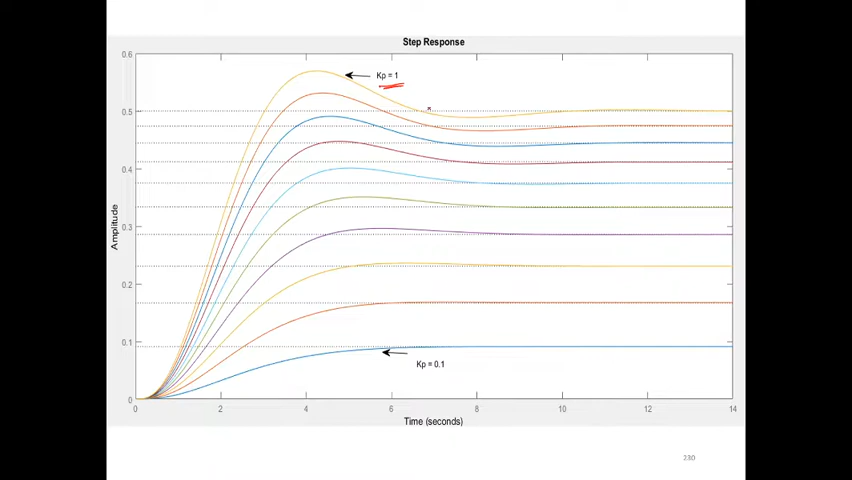 Step Response
0.6
Kp = 1
0.5
0.4
0.3
0.2
0.1
Kp = 0.1
0
0 2 4 6 8 10 12 14
Amplitude
Time (seconds)
230